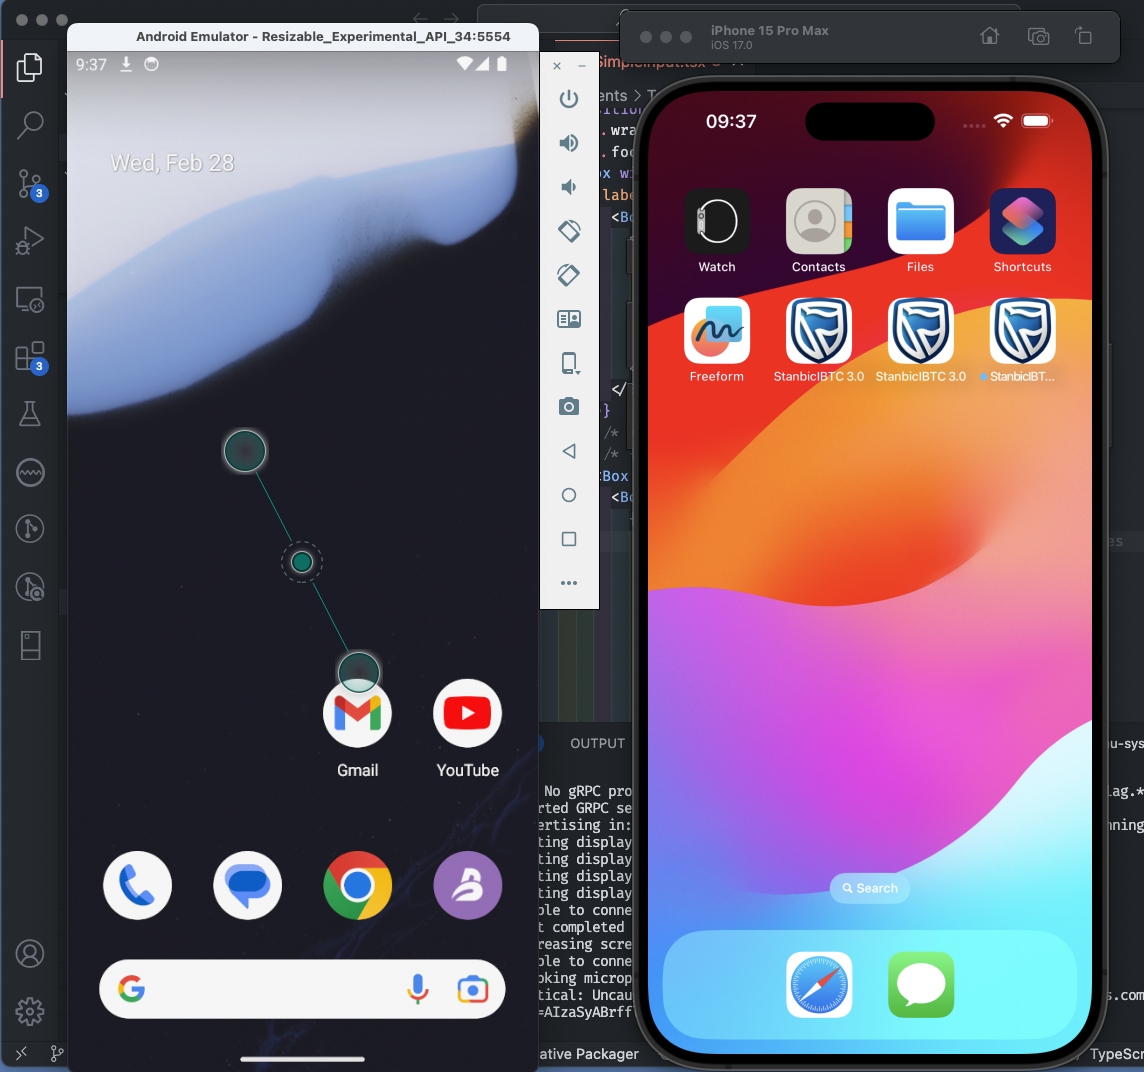 Android Emulator - Resizable_Experimental_API_34:5554
9:37
Wed, Feb 28
Gmail
YouTube
3
3
iPhone 15 Pro Max
iOS 17.0
09:37
Watch
Contacts
Files
Shortcuts
Freeform
StanbicIBTC 3.0
StanbicIBTC 3.0
StanbicIBT...
Search
SimpleInput.tsx
ents >
.wra
.foc
x wi
labe
<Bo
</
}
/*
/*
Box
<Bo
es
OUTPUT
No gRPC pro
rted GRPC se
ertising in:
ting display
ting display
ting display
ting display
ble to conne
t completed
reasing scre
ble to conne
oking microp
tical: Uncau
=AIzaSyABrff
u-sys
lag.*
nning
s.com
ative Packager
TypeScr